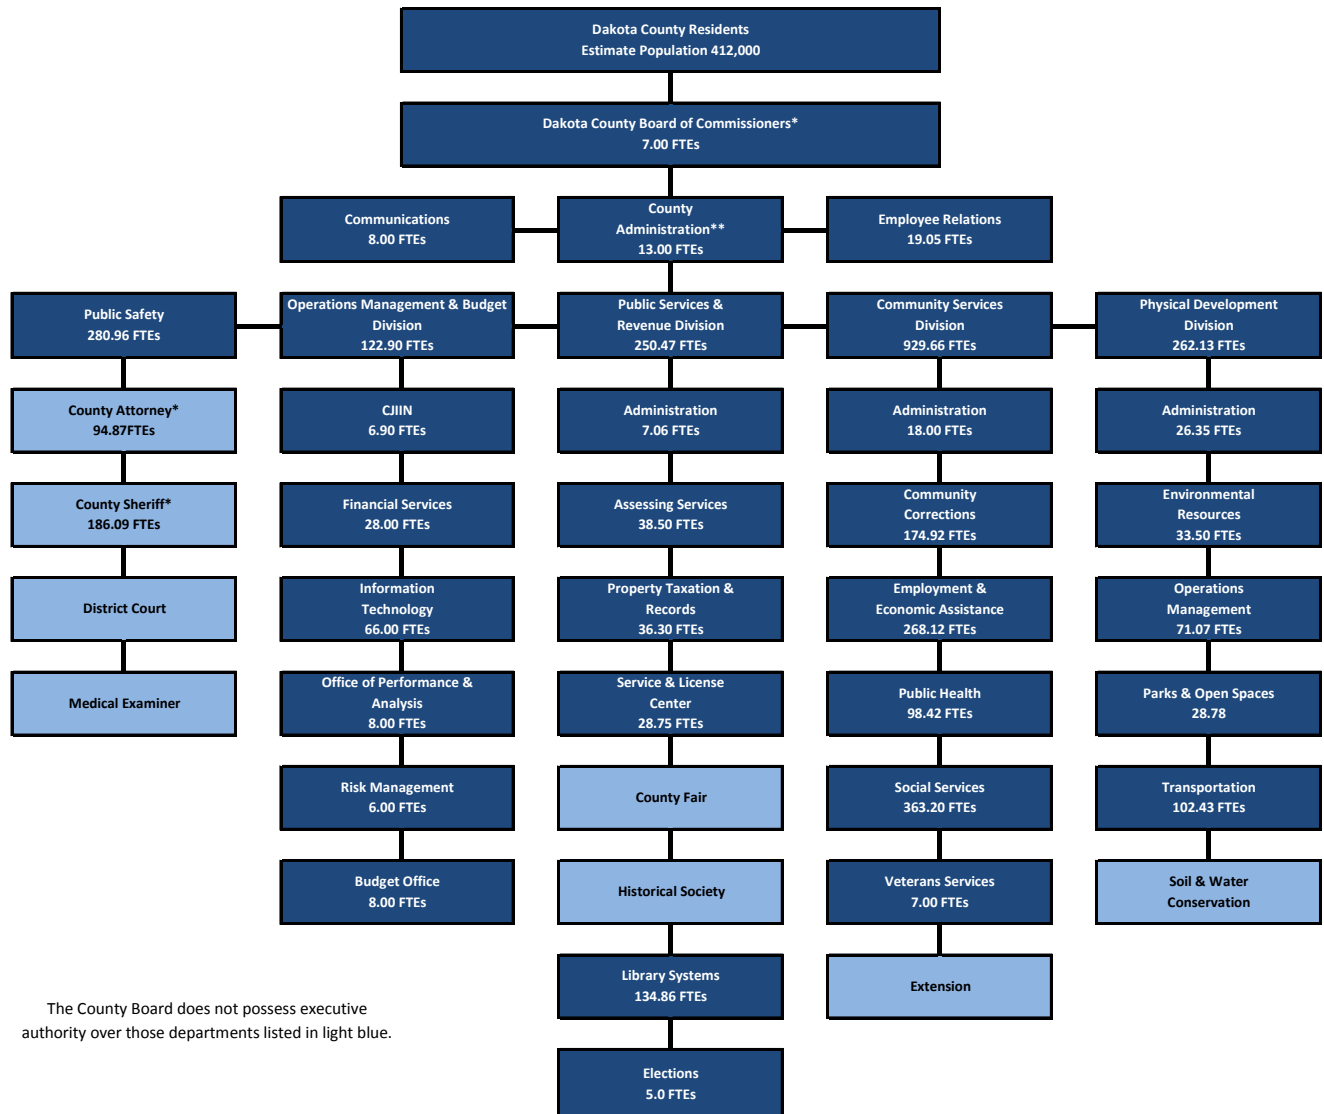 Dakota County Residents
Estimate Population 412,000
Dakota County Board of Commissioners*
7.00 FTEs
Communications
8.00 FTEs
County
Administration**
13.00 FTEs
Employee Relations
19.05 FTEs
Public Safety
280.96 FTEs
Operations Management & Budget
Division
122.90 FTEs
Public Services &
Revenue Division
250.47 FTEs
Community Services
Division
929.66 FTEs
Physical Development
Division
262.13 FTEs
County Attorney*
94.87FTEs
CJIIN
6.90 FTEs
Administration
7.06 FTEs
Administration
18.00 FTEs
Administration
26.35 FTEs
County Sheriff*
186.09 FTEs
Financial Services
28.00 FTEs
Assessing Services
38.50 FTEs
Community
Corrections
174.92 FTEs
Environmental
Resources
33.50 FTEs
District Court
Information
Technology
66.00 FTEs
Property Taxation &
Records
36.30 FTEs
Employment &
Economic Assistance
268.12 FTEs
Operations
Management
71.07 FTEs
Medical Examiner
Office of Performance &
Analysis
8.00 FTEs
Service & License
Center
28.75 FTEs
Public Health
98.42 FTEs
Parks & Open Spaces
28.78
Risk Management
6.00 FTEs
County Fair
Social Services
363.20 FTEs
Transportation
102.43 FTEs
Budget Office
8.00 FTEs
Historical Society
Veterans Services
7.00 FTEs
Soil & Water
Conservation
Library Systems
134.86 FTEs
Extension
The County Board does not possess executive
authority over those departments listed in light blue.
Elections
5.0 FTEs